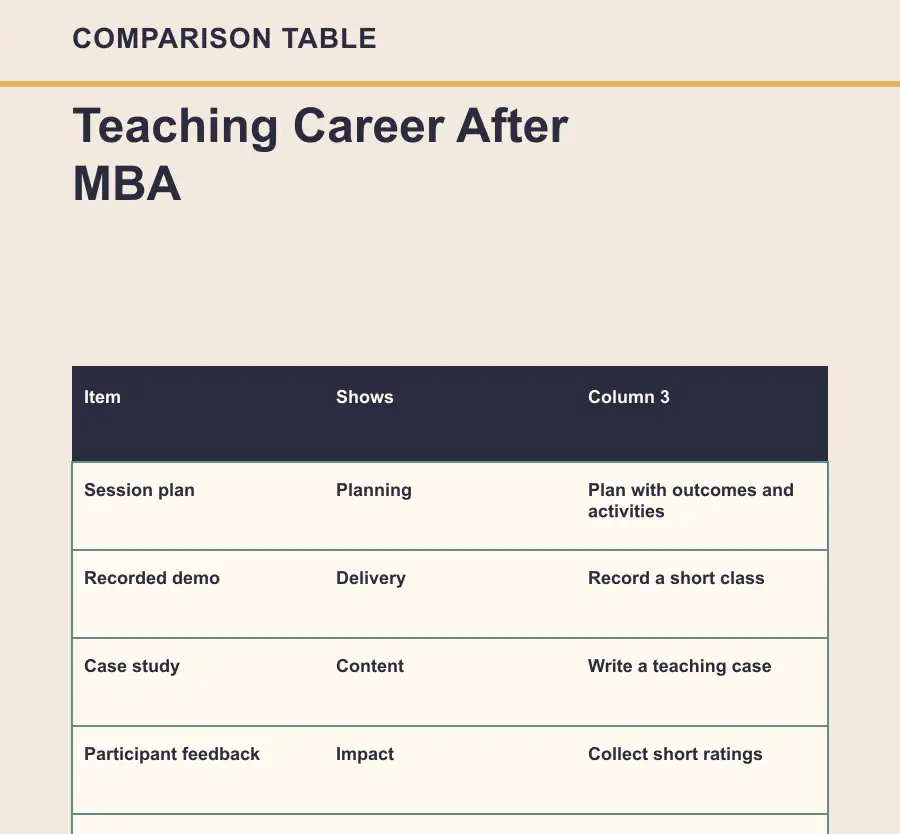 COMPARISON TABLE
Teaching Career After
MBA
Item Shows Column 3
Session plan Planning Plan with outcomes and
activities
Recorded demo Delivery Record a short class
Case study Content Write a teaching case
Participant feedback Impact Collect short ratings